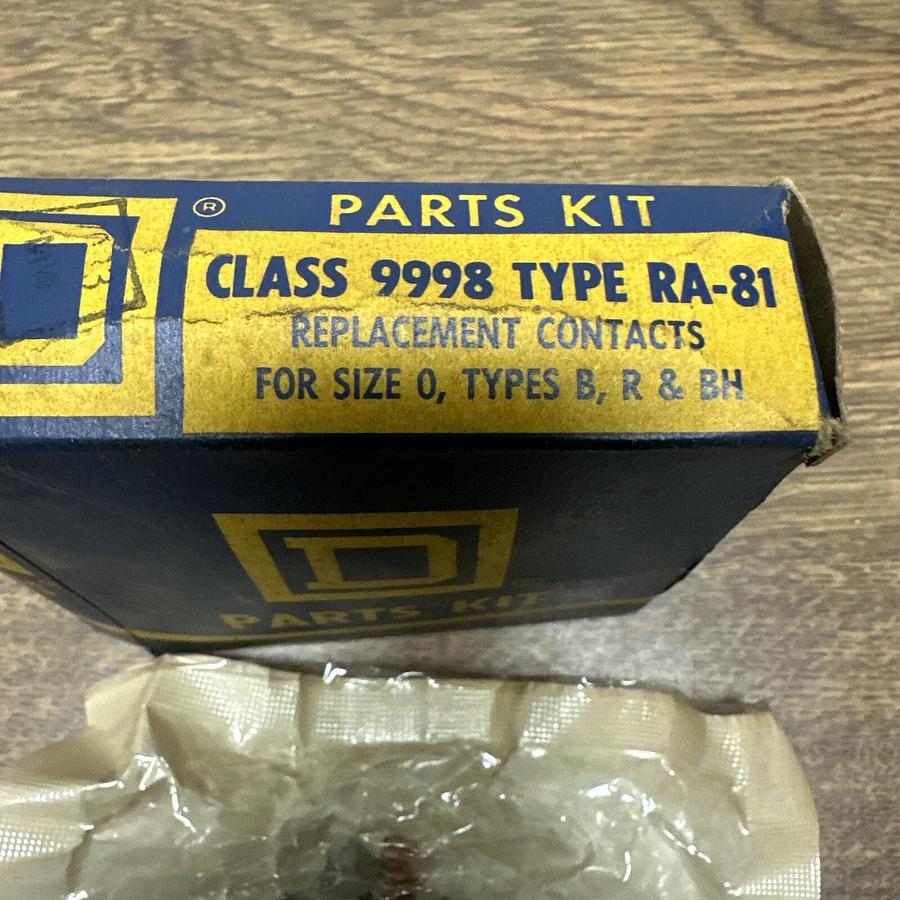 D
®
PARTS KIT
CLASS 9998 TYPE RA-81
REPLACEMENT CONTACTS
FOR SIZE 0, TYPES B, R & BH
D
PARTS KIT